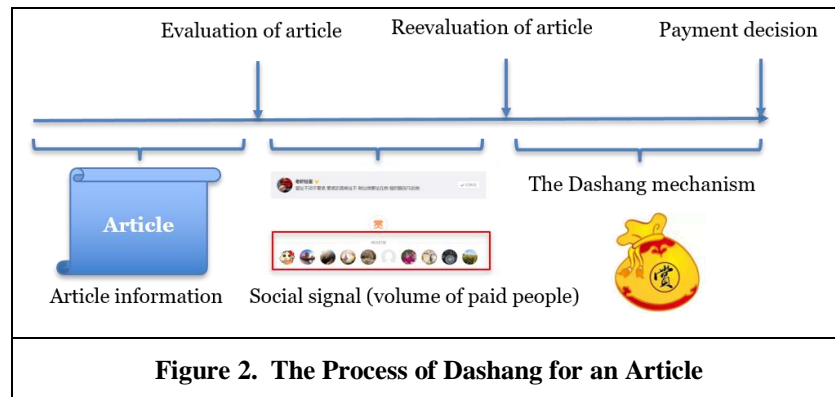 Evaluation of article
Reevaluation of article
Payment decision
Article
The Dashang mechanism
赏
赏
Article information
Social signal (volume of paid people)
Figure 2. The Process of Dashang for an Article